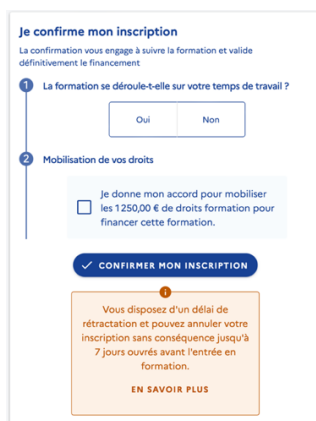 Je confirme mon inscription
La confirmation vous engage à suivre la formation et valide
définitivement le financement
1 La formation se déroule-t-elle sur votre temps de travail ?
Oui Non
2 Mobilisation de vos droits
Je donne mon accord pour mobiliser
les 1 250,00 € de droits formation pour
financer cette formation.
CONFIRMER MON INSCRIPTION
i
Vous disposez d'un délai de
rétractation et pouvez annuler votre
inscription sans conséquence jusqu'à
7 jours ouvrés avant l'entrée en
formation.
EN SAVOIR PLUS